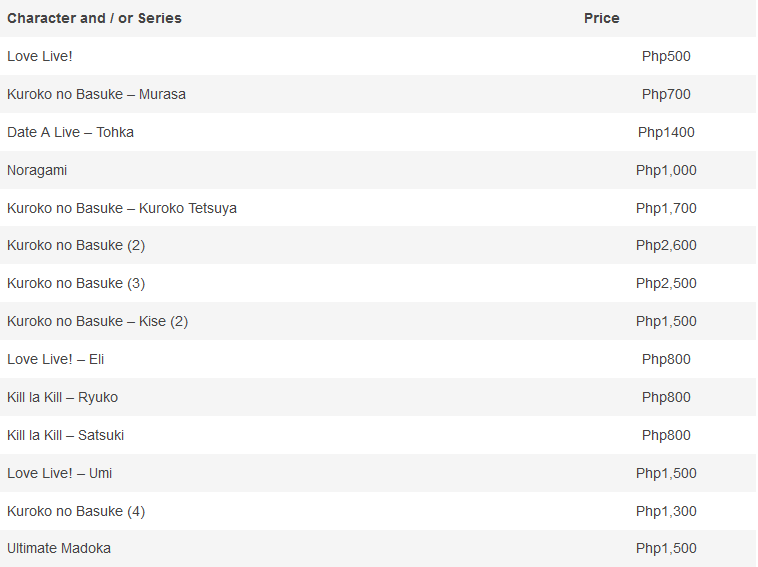 Character and / or Series Price
Love Live! Php500
Kuroko no Basuke – Murasa Php700
Date A Live – Tohka Php1400
Noragami Php1,000
Kuroko no Basuke – Kuroko Tetsuya Php1,700
Kuroko no Basuke (2) Php2,600
Kuroko no Basuke (3) Php2,500
Kuroko no Basuke – Kise (2) Php1,500
Love Live! – Eli Php800
Kill la Kill – Ryuko Php800
Kill la Kill – Satsuki Php800
Love Live! – Umi Php1,500
Kuroko no Basuke (4) Php1,300
Ultimate Madoka Php1,500